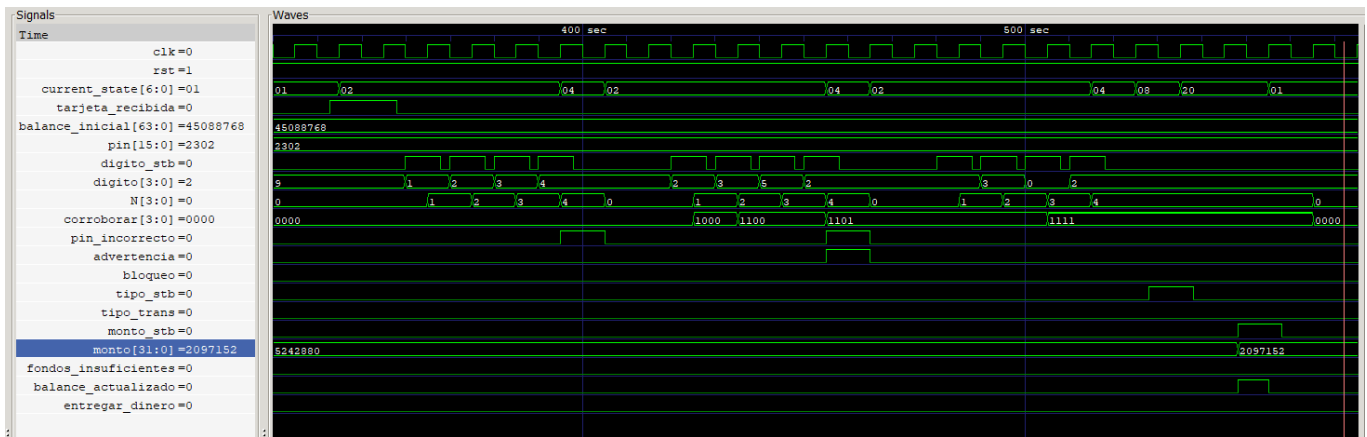 Signals
Waves
Time
400 sec
500 sec
clk=0
rst=1
current_state[6:0]=01
01 02 04 02 04 02 04 08 20 01
tarjeta_recibida=0
balance_inicial[63:0]=45088768
45088768
pin[15:0]=2302
2302
digito_stb=0
digito[3:0]=2
9 1 2 3 4 2 3 5 2 3 0 2
N[3:0]=0
0 1 2 3 4 0 1 2 3 4 0 1 2 3 4 0
corroborar[3:0]=0000
0000 1000 1100 1101 1111 0000
pin_incorrecto=0
advertencia=0
bloqueo=0
tipo_stb=0
tipo_trans=0
monto_stb=0
monto[31:0]=2097152
5242880 2097152
fondos_insuficientes=0
balance_actualizado=0
entregar_dinero=0